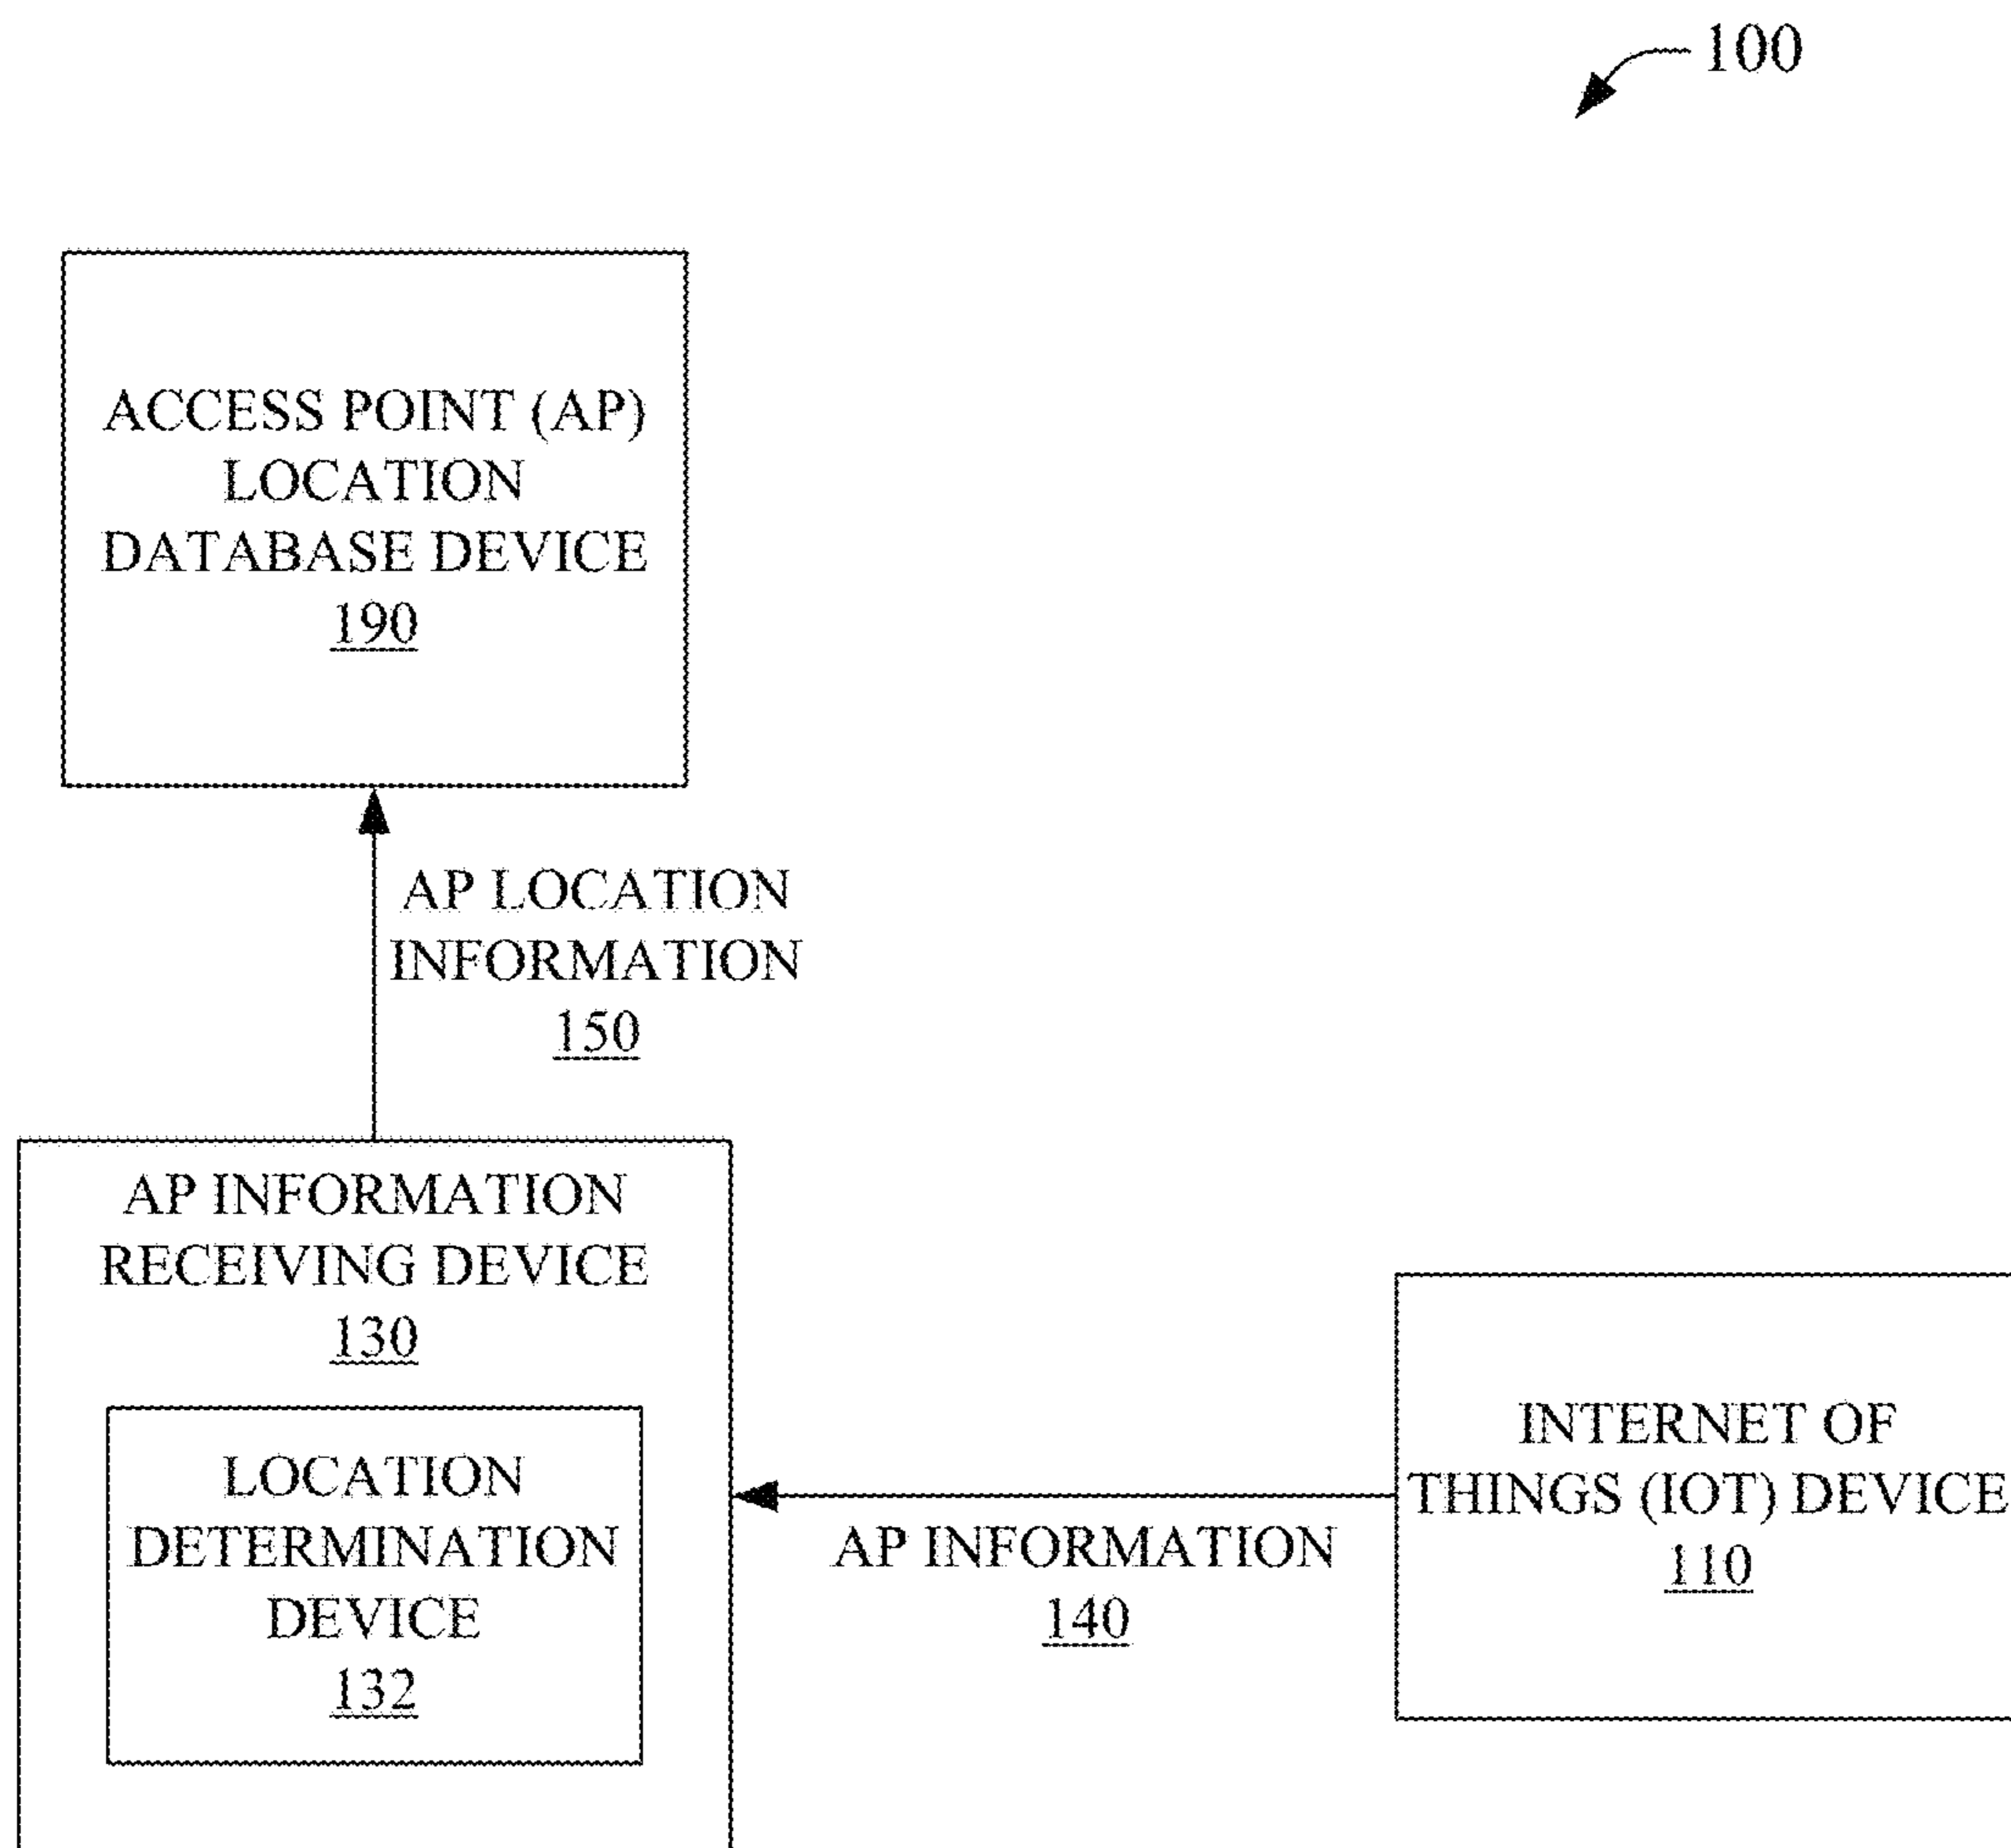 100
ACCESS POINT (AP)
LOCATION
DATABASE DEVICE
190
AP LOCATION
INFORMATION
150
AP INFORMATION
RECEIVING DEVICE
130
LOCATION
DETERMINATION
DEVICE
132
AP INFORMATION
140
INTERNET OF
THINGS (IOT) DEVICE
110